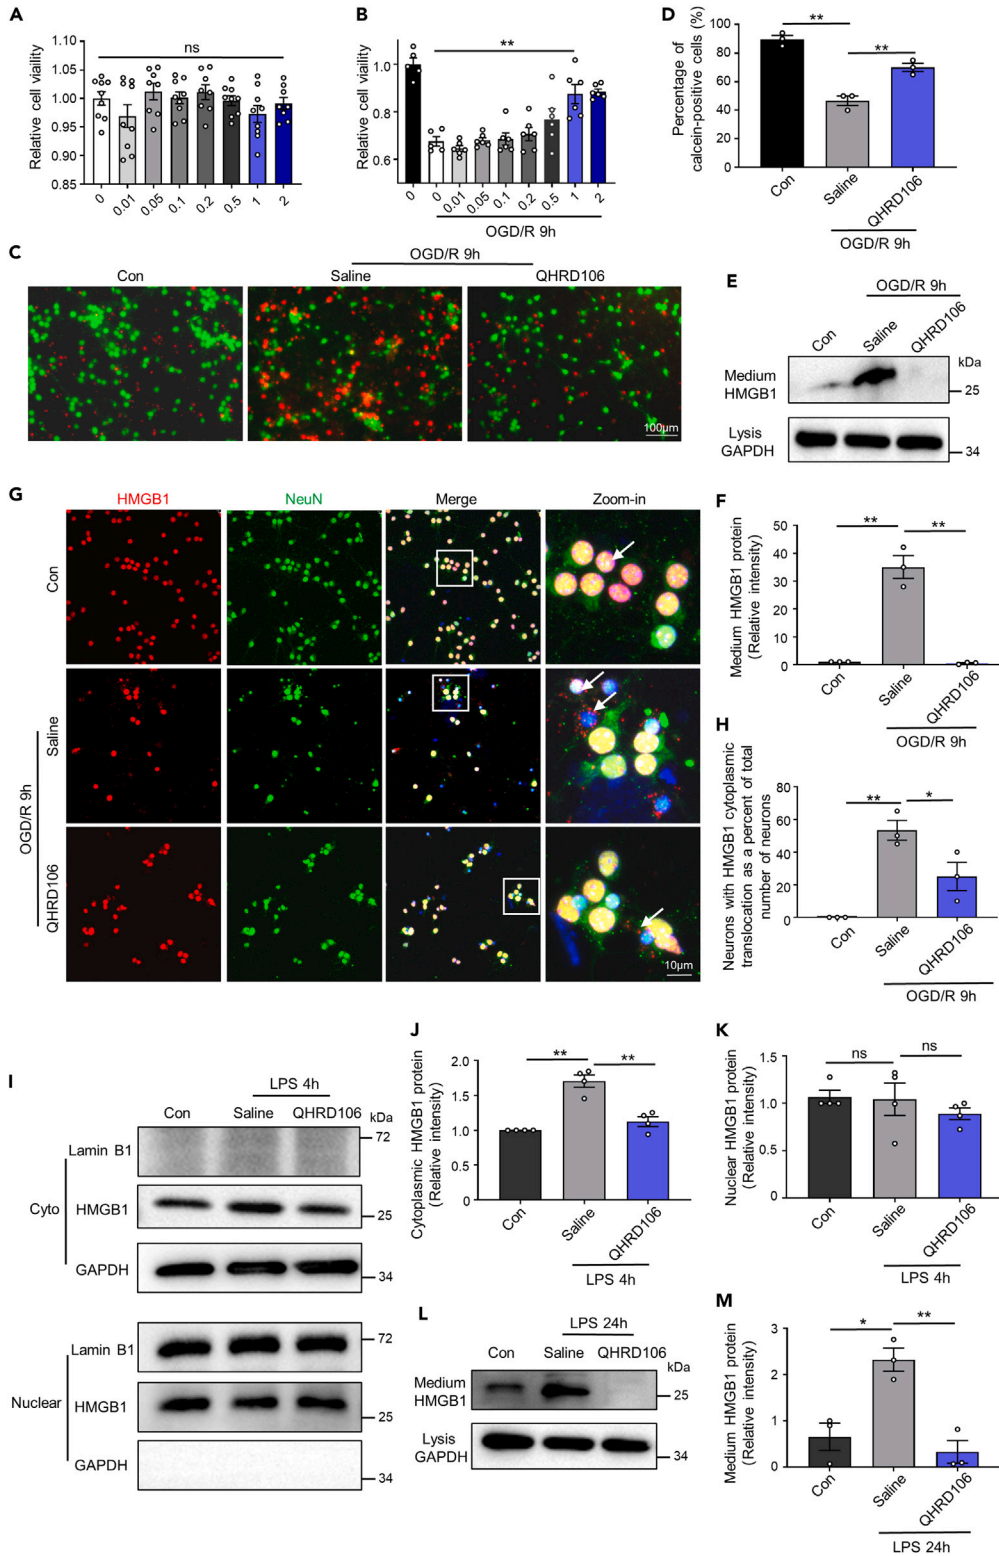 A
ns
Relative cell viaility
1.10
1.05
1.00
0.95
0.90
0.85
0
0.01
0.05
0.1
0.2
0.5
1
2
B
**
Relative cell viability
1.0
0.8
0.6
0
0
0.01
0.05
0.1
0.2
0.5
1
2
OGD/R 9h
D
**
**
Percentage of
calcein-positive cells (%)
100
80
60
40
20
0
Con
Saline
QHRD106
OGD/R 9h
C
OGD/R 9h
Con
Saline
QHRD106
100μm
E
OGD/R 9h
Con
Saline
QHRD106
kDa
Medium
HMGB1
25
Lysis
GAPDH
34
F
**
**
Medium HMGB1 protein
(Relative intensity)
50
40
30
20
10
0
Con
Saline
QHRD106
OGD/R 9h
G
HMGB1
NeuN
Merge
Zoom-in
Con
Saline
QHRD106
OGD/R 9h
10μm
H
**
*
Neurons with HMGB1 cytoplasmic
translocation as a percent of total
number of neurons
80
60
40
20
0
Con
Saline
QHRD106
OGD/R 9h
I
LPS 4h
Con
Saline
QHRD106
kDa
Lamin B1
72
Cyto
HMGB1
25
GAPDH
34
Lamin B1
72
Nuclear
HMGB1
25
GAPDH
34
J
**
**
Cytoplasmic HMGB1 protein
(Relative intensity)
2.0
1.5
1.0
0.5
0
Con
Saline
QHRD106
LPS 4h
K
ns
ns
Nuclear HMGB1 protein
(Relative intensity)
1.5
1.0
0.5
0
Con
Saline
QHRD106
LPS 4h
L
LPS 24h
Con
Saline
QHRD106
kDa
Medium
HMGB1
25
Lysis
GAPDH
34
M
*
**
Medium HMGB1 protein
(Relative intensity)
3
2
1
0
Con
Saline
QHRD106
LPS 24h